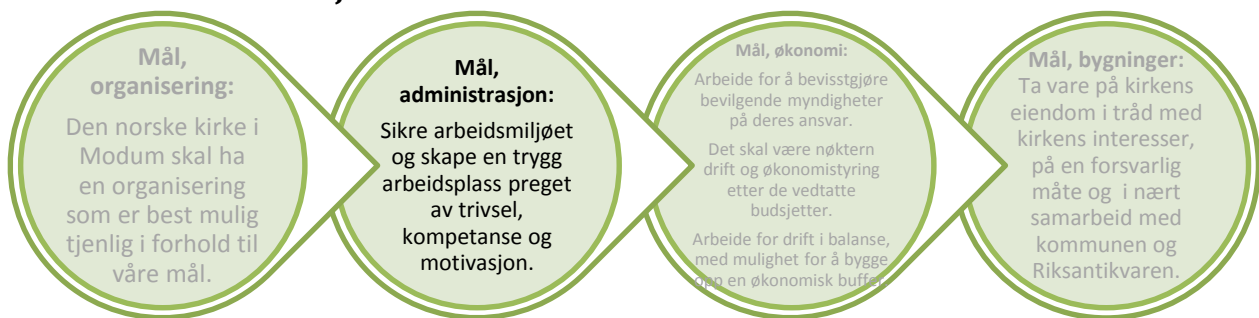 Mål,
organisering:
Den norske kirke i
Modum skal ha
en organisering
som er best mulig
tjenlig i forhold til
våre mål.
Mål,
administrasjon:
Sikre arbeidsmiljøet
og skape en trygg
arbeidsplass preget
av trivsel,
kompetanse og
motivasjon.
Mål, økonomi:
Arbeide for å bevisstgjøre
bevilgende myndigheter
på deres ansvar.
Det skal være nøktern
drift og økonomistyring
etter de vedtatte
budsjetter.
Arbeide for drift i balanse,
med mulighet for å bygge
opp en økonomisk buffer.
Mål, bygninger:
Ta vare på kirkens
eiendom i tråd med
kirkens interesser,
på en forsvarlig
måte og i nært
samarbeid med
kommunen og
Riksantikvaren.